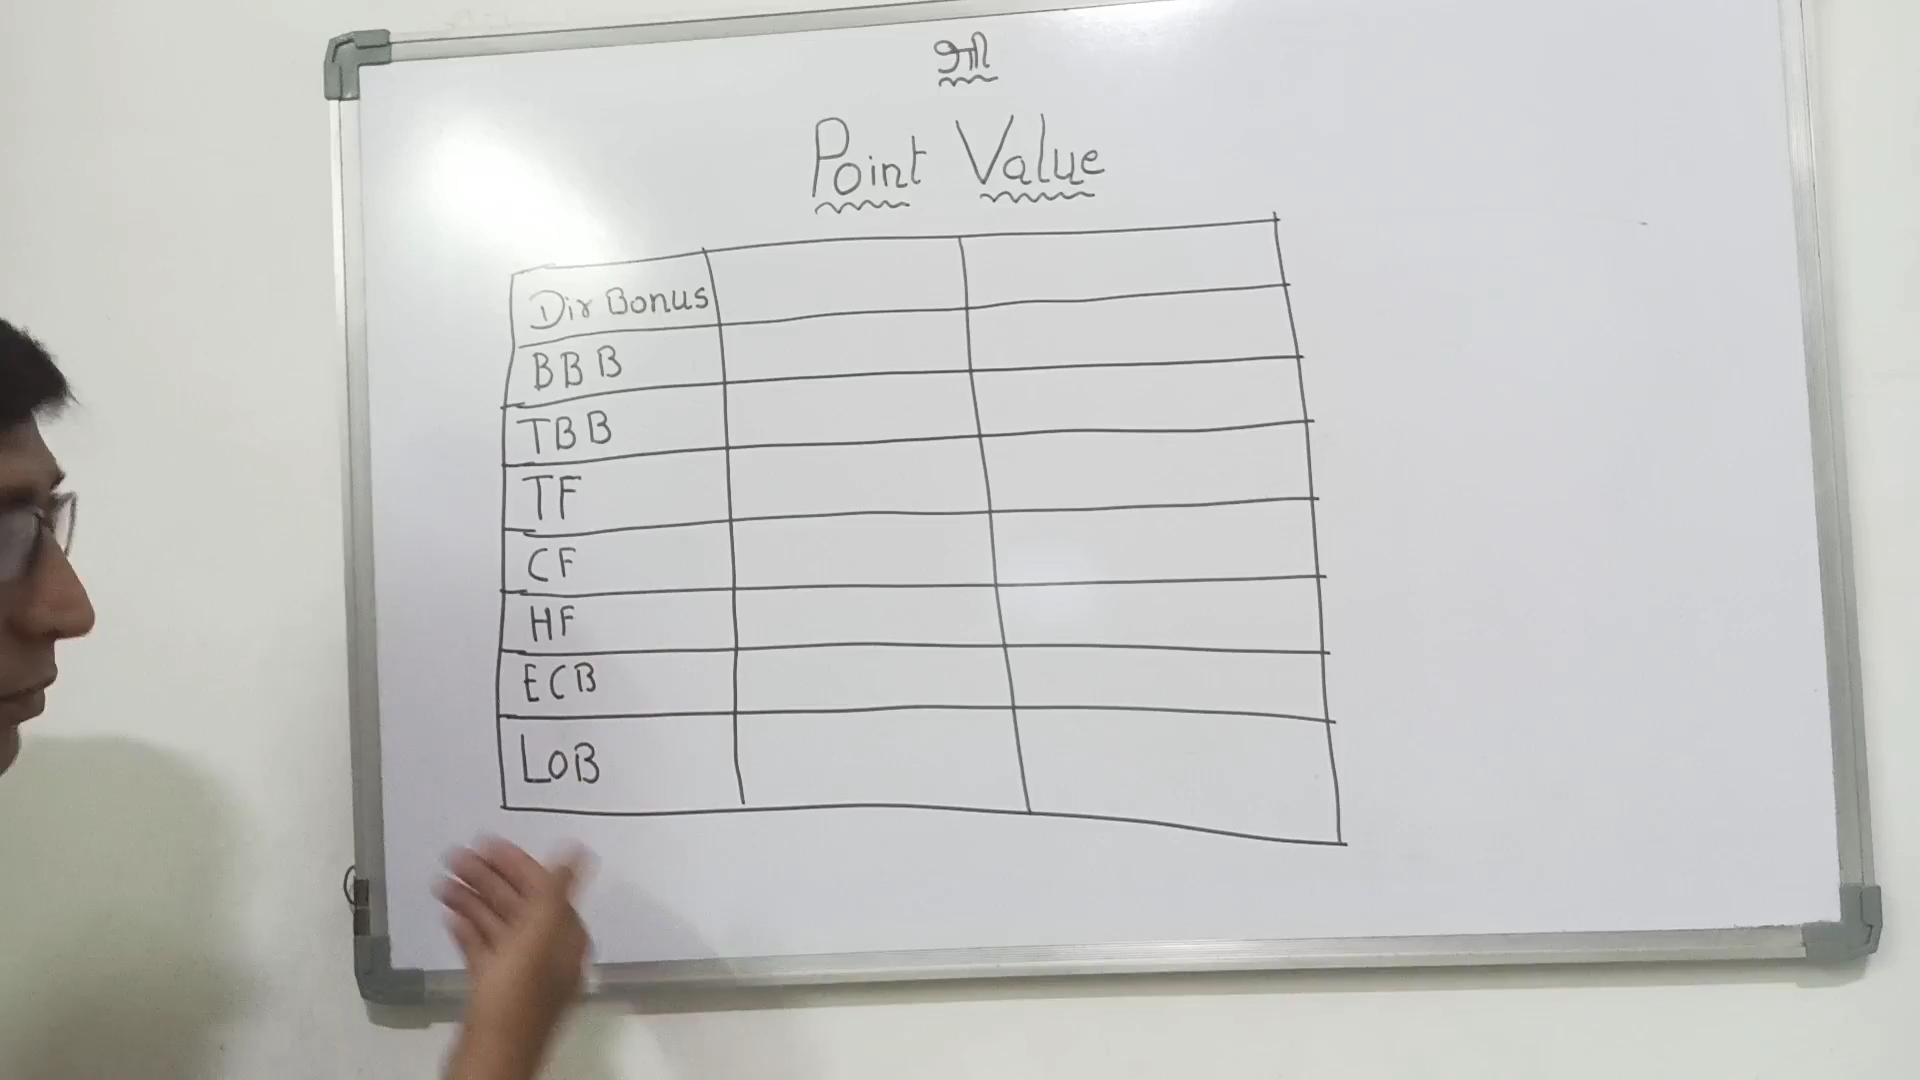 श्री
Point Value
Dir Bonus
BBB
TBB
TF
CF
HF
ECB
LOB